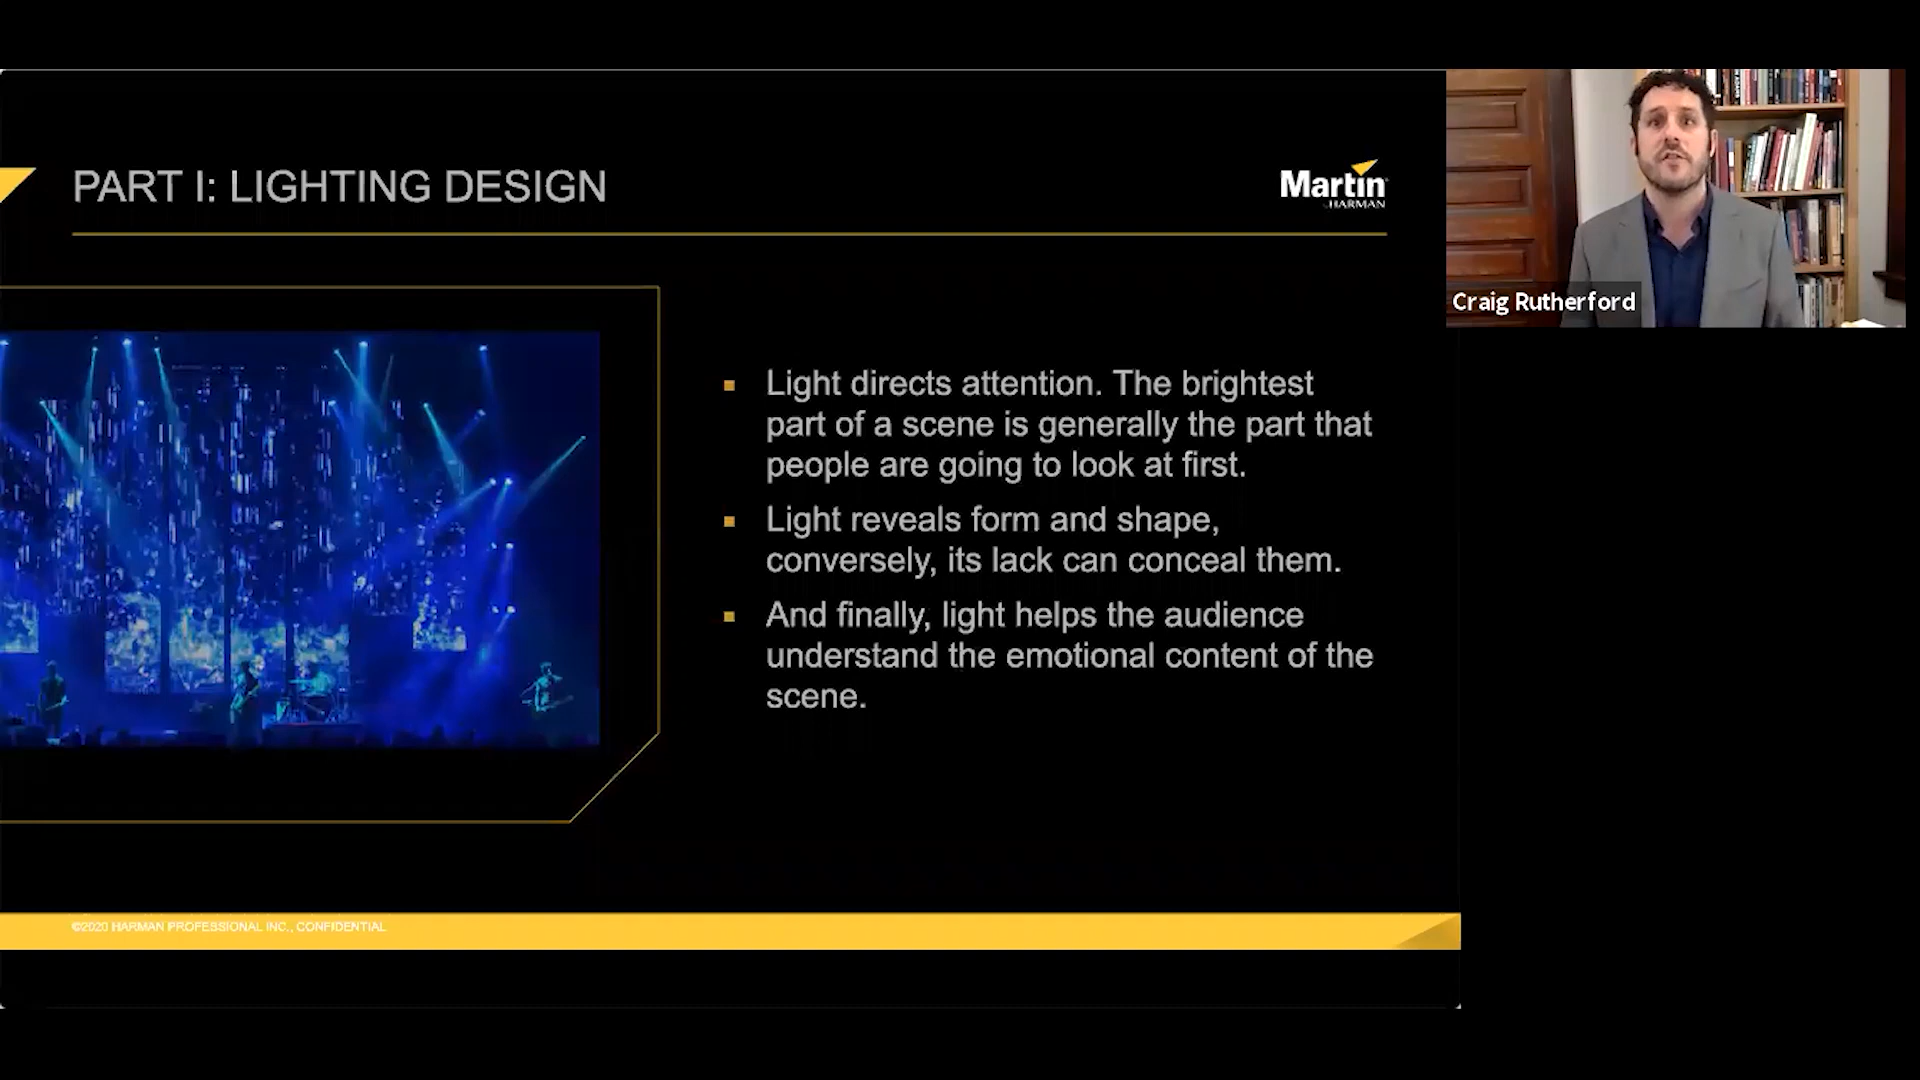 PART I: LIGHTING DESIGN
Martin
HARMAN
Craig Rutherford
Light directs attention. The brightest
part of a scene is generally the part that
people are going to look at first.
Light reveals form and shape,
conversely, its lack can conceal them.
And finally, light helps the audience
understand the emotional content of the
scene.
©2020 HARMAN PROFESSIONAL INC., CONFIDENTIAL